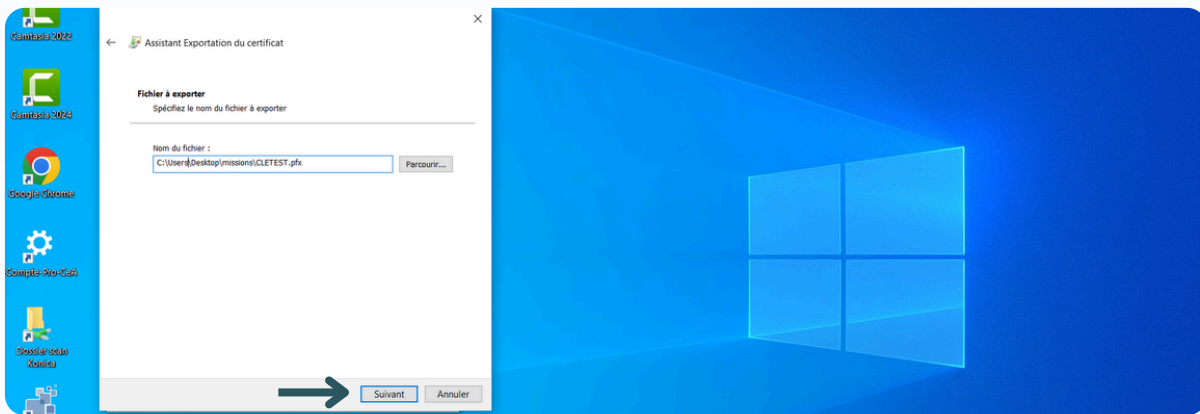 Camtasia 2022
Camtasia 2024
Google Chrome
Compte-Pro-CeA
Dossier scan
Konica
Assistant Exportation du certificat
Fichier à exporter
Spécifiez le nom du fichier à exporter
Nom du fichier :
C:\Users\Desktop\missions\CLETEST.pfx
Parcourir...
Suivant
Annuler